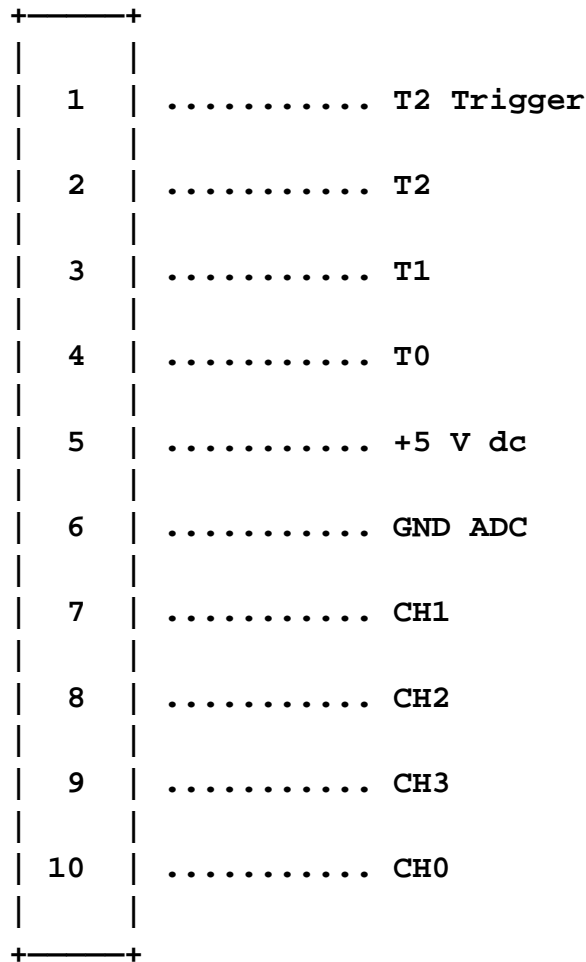 1 ........... T2 Trigger
2 ........... T2
3 ........... T1
4 ........... T0
5 ........... +5 V dc
6 ........... GND ADC
7 ........... CH1
8 ........... CH2
9 ........... CH3
10 ........... CH0